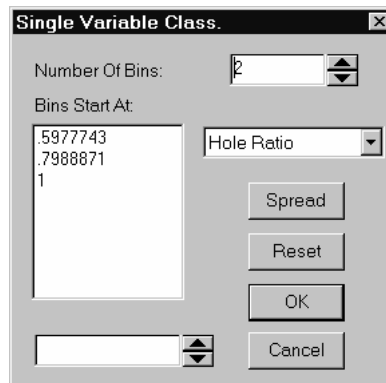 Single Variable Class.
Number Of Bins: 2
Bins Start At:
.5977743
.7988871
1
Hole Ratio
Spread
Reset
OK
Cancel